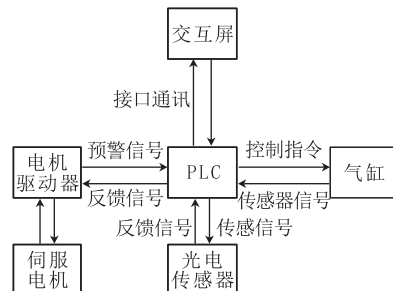 交互屏
接口通讯
电机
驱动器
预警信号
反馈信号
PLC
控制指令
传感器信号
气缸
反馈信号
传感信号
伺服
电机
光电
传感器